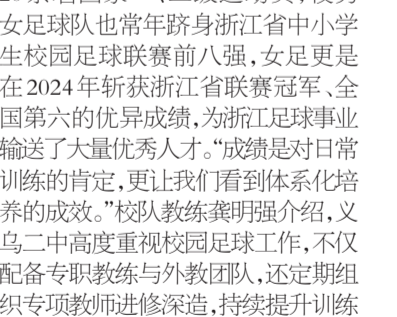 女足球队也常年跻身浙江省中小学
生校园足球联赛前八强，女足更是
在2024年斩获浙江省联赛冠军、全
国第六的优异成绩，为浙江足球事业
输送了大量优秀人才。“成绩是对日常
训练的肯定，更让我们看到体系化培
养的成效。”校队教练龚明强介绍，义
乌二中高度重视校园足球工作，不仅
配备专职教练与外教团队，还定期组
织专项教师进修深造，持续提升训练